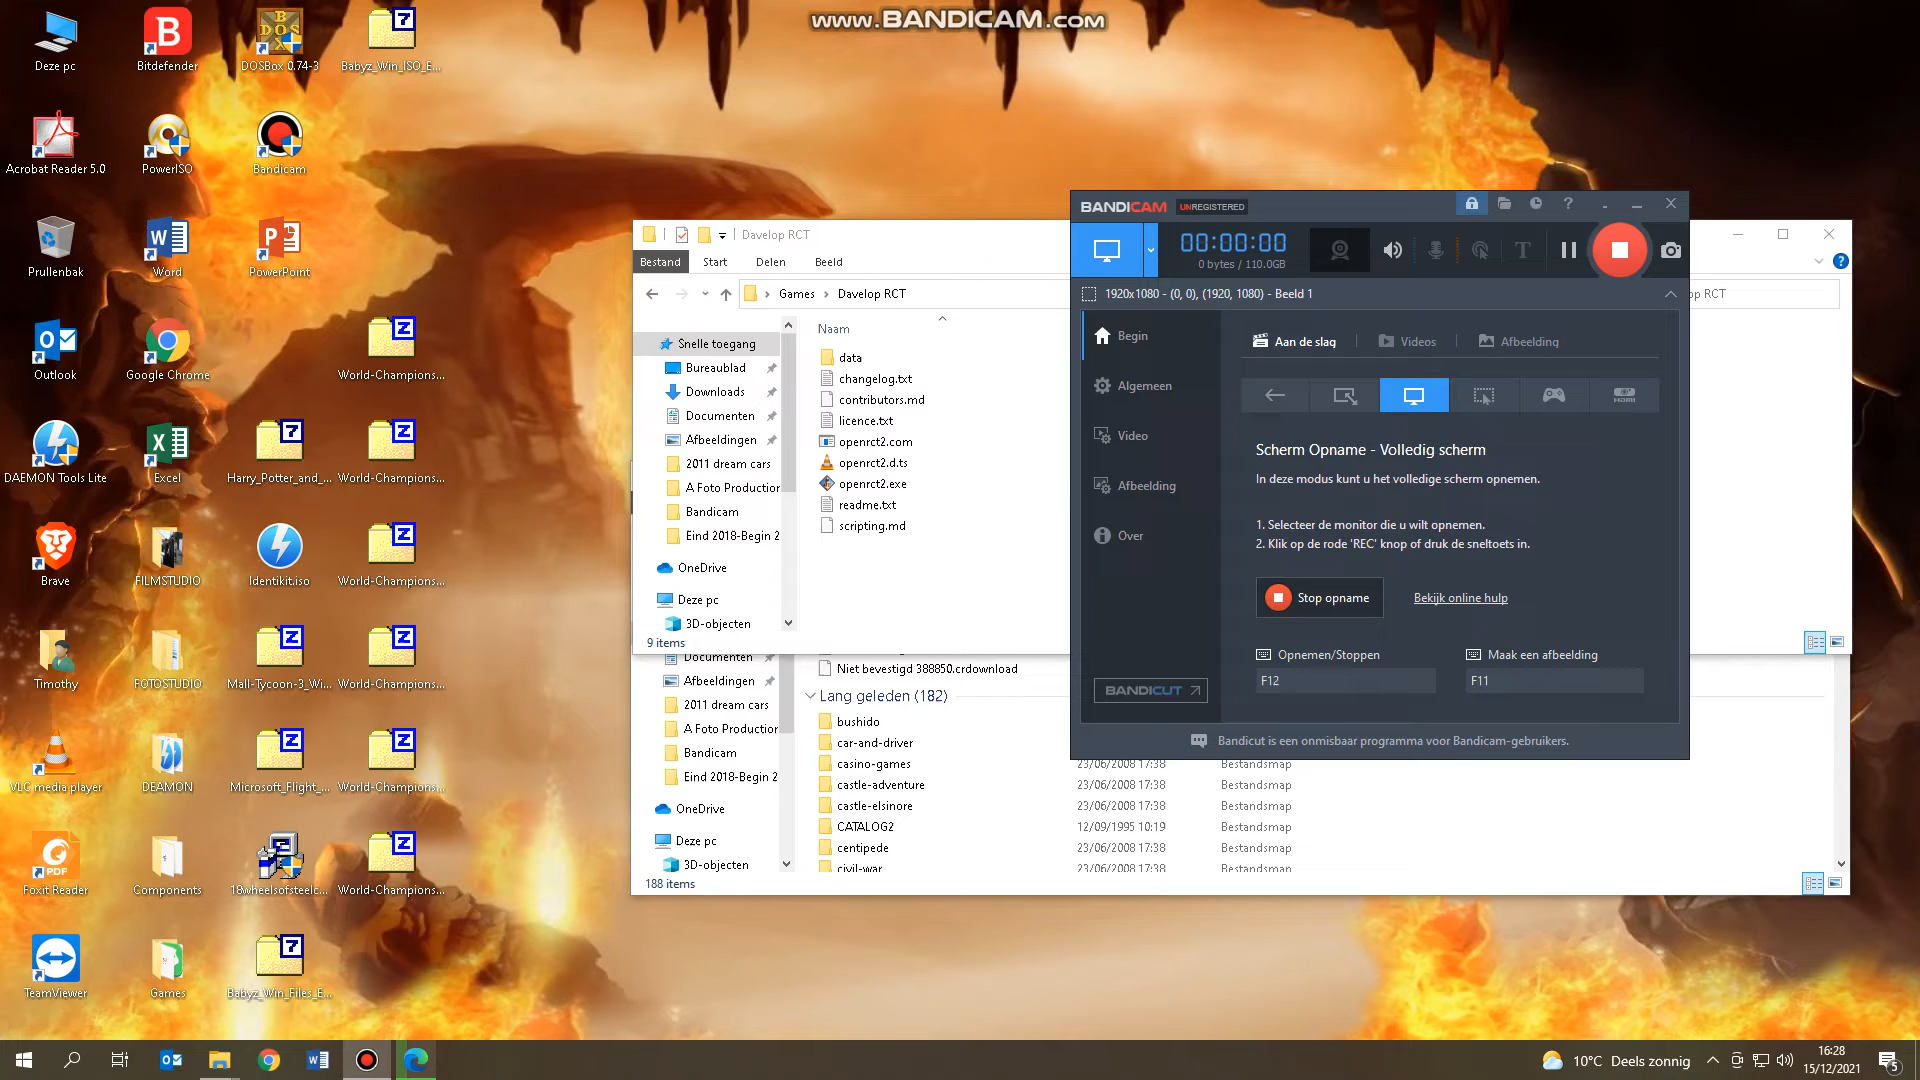 www.BANDICAM.com
Deze pc
Bitdefender
DOSBox 0.74-3
Babyz_Win_ISO_E...
Acrobat Reader 5.0
PowerISO
Bandicam
Prullenbak
Word
PowerPoint
Outlook
Google Chrome
World-Champions...
DAEMON Tools Lite
Excel
Harry_Potter_and_...
World-Champions...
Brave
FILMSTUDIO
Identikit.iso
World-Champions...
Timothy
FOTOSTUDIO
Mall-Tycoon-3_Wi...
World-Champions...
VLC media player
DEAMON
Microsoft_Flight_...
World-Champions...
Foxit Reader
Components
18wheelsofsteelc...
World-Champions...
TeamViewer
Games
Babyz_Win_Files_E...
Davelop RCT
Bestand Start Delen Beeld
Games > Davelop RCT
Naam
Snelle toegang
Bureaublad
Downloads
Documenten
Afbeeldingen
2011 dream cars
A Foto Production
Bandicam
Eind 2018-Begin 2
OneDrive
Deze pc
3D-objecten
data
changelog.txt
contributors.md
licence.txt
openrct2.com
openrct2.d.ts
openrct2.exe
readme.txt
scripting.md
9 items
Documenten
Afbeeldingen
2011 dream cars
A Foto Production
Bandicam
Eind 2018-Begin 2
OneDrive
Deze pc
3D-objecten
Niet bevestigd 388850.crdownload
Lang geleden (182)
bushido
car-and-driver
casino-games 23/06/2008 17:38 Bestandsmap
castle-adventure 23/06/2008 17:38 Bestandsmap
castle-elsinore 23/06/2008 17:38 Bestandsmap
CATALOG2 12/09/1995 10:19 Bestandsmap
centipede 23/06/2008 17:38 Bestandsmap
civil-war 23/06/2008 17:38 Bestandsmap
188 items
BANDICAM UNREGISTERED
00:00:00
0 bytes / 110.0GB
1920x1080 - (0, 0), (1920, 1080) - Beeld 1
Begin
Algemeen
Video
Afbeelding
Over
BANDICUT
Aan de slag Videos Afbeelding
HDMI
Scherm Opname - Volledig scherm
In deze modus kunt u het volledige scherm opnemen.
1. Selecteer de monitor die u wilt opnemen.
2. Klik op de rode 'REC' knop of druk de sneltoets in.
Stop opname Bekijk online hulp
Opnemen/Stoppen Maak een afbeelding
F12 F11
Bandicut is een onmisbaar programma voor Bandicam-gebruikers.
10°C Deels zonnig
16:28
15/12/2021
5